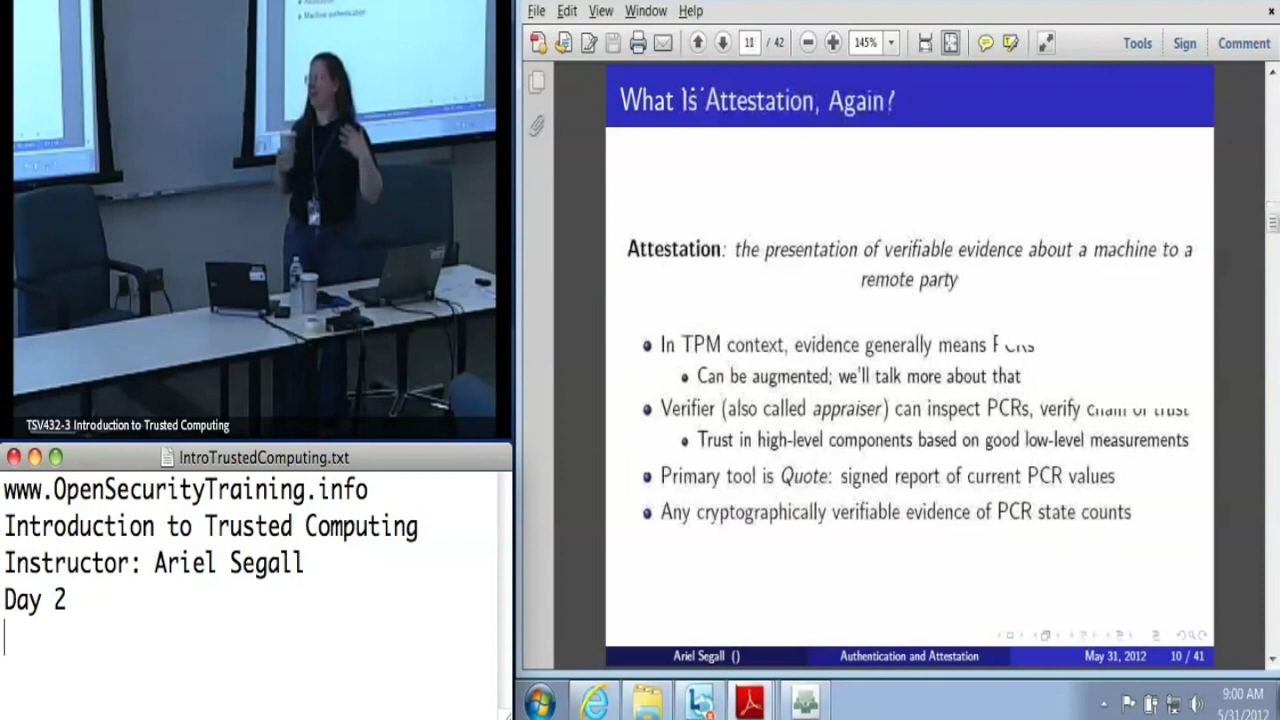 Machine authentication
TSV432-3 Introduction to Trusted Computing
IntroTrustedComputing.txt
www.OpenSecurityTraining.info
Introduction to Trusted Computing
Instructor: Ariel Segall
Day 2
File Edit View Window Help
11 / 42
145%
Tools Sign Comment
What Is Attestation, Again?
Attestation: the presentation of verifiable evidence about a machine to a
remote party
In TPM context, evidence generally means PCRs
Can be augmented; we'll talk more about that
Verifier (also called appraiser) can inspect PCRs, verify chain of trust
Trust in high-level components based on good low-level measurements
Primary tool is Quote: signed report of current PCR values
Any cryptographically verifiable evidence of PCR state counts
Ariel Segall () Authentication and Attestation May 31, 2012 10 / 41
9:00 AM
5/31/2012